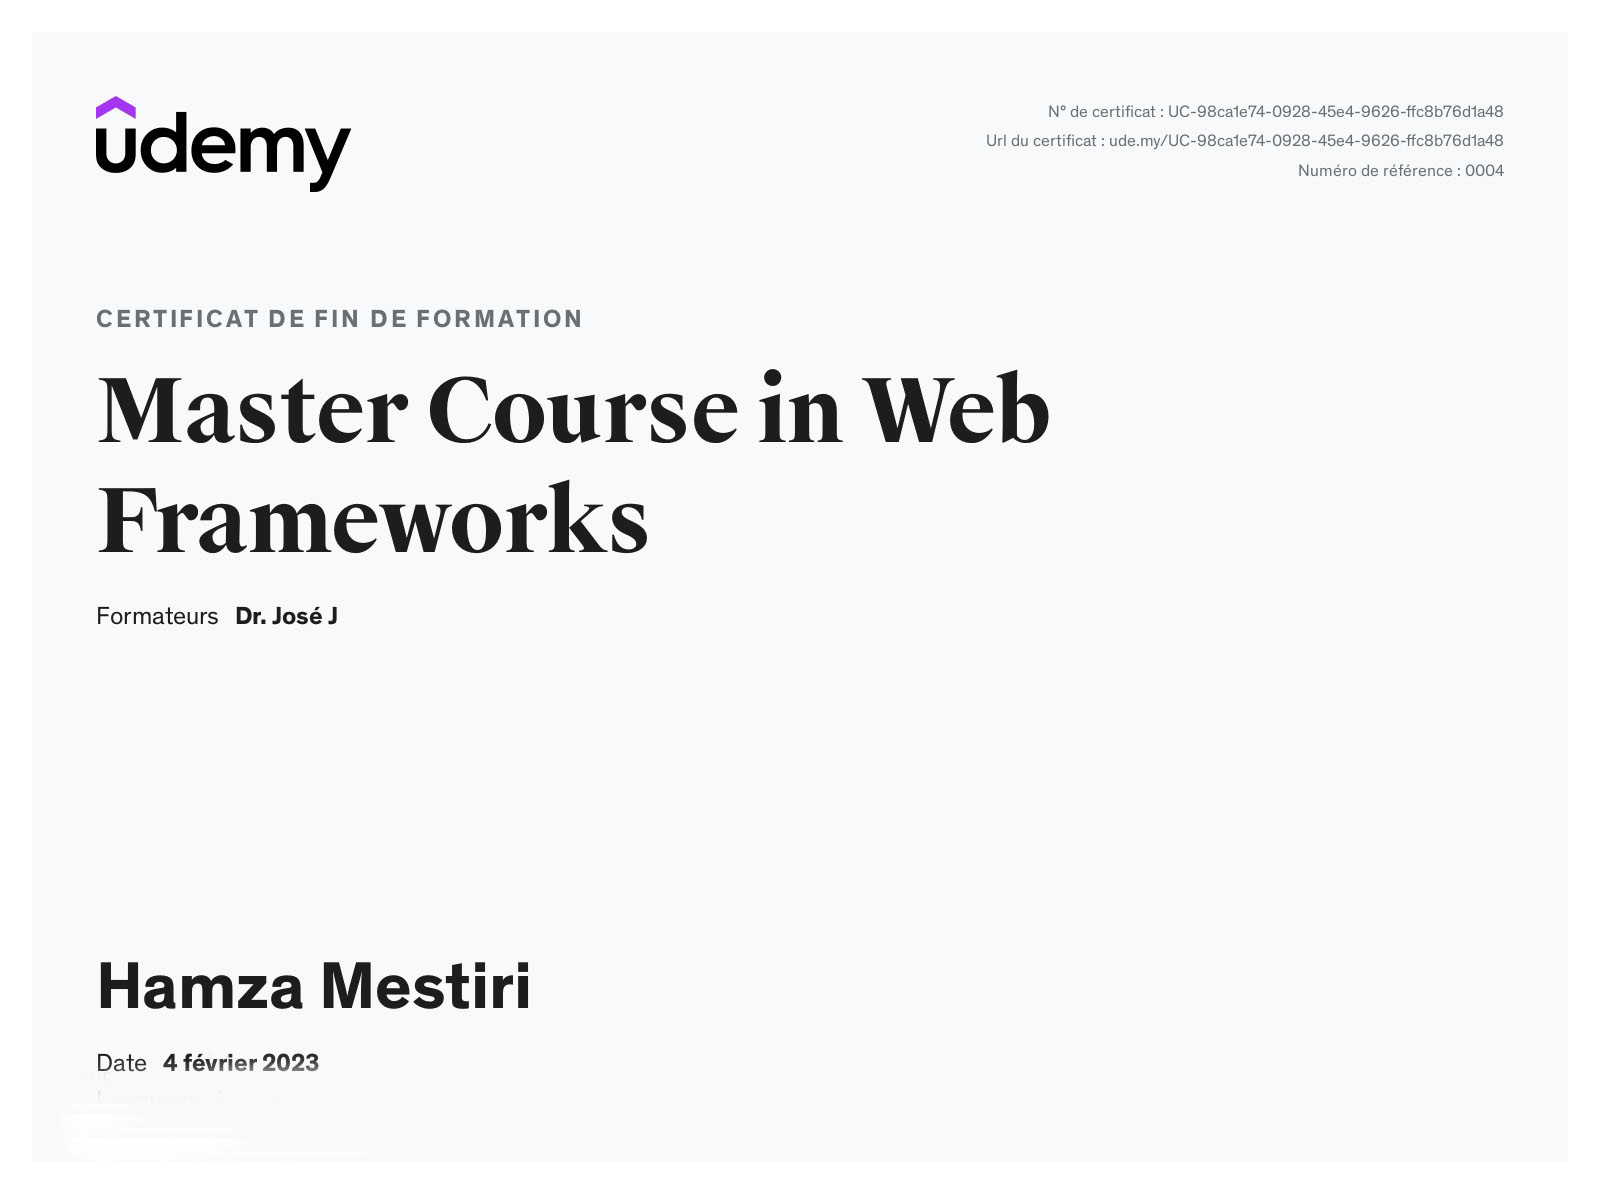 udemy
N° de certificat : UC-98ca1e74-0928-45e4-9626-ffc8b76d1a48
Url du certificat : ude.my/UC-98ca1e74-0928-45e4-9626-ffc8b76d1a48
Numéro de référence : 0004
CERTIFICAT DE FIN DE FORMATION
Master Course in Web
Frameworks
Formateurs Dr. José J
Hamza Mestiri
Date 4 février 2023